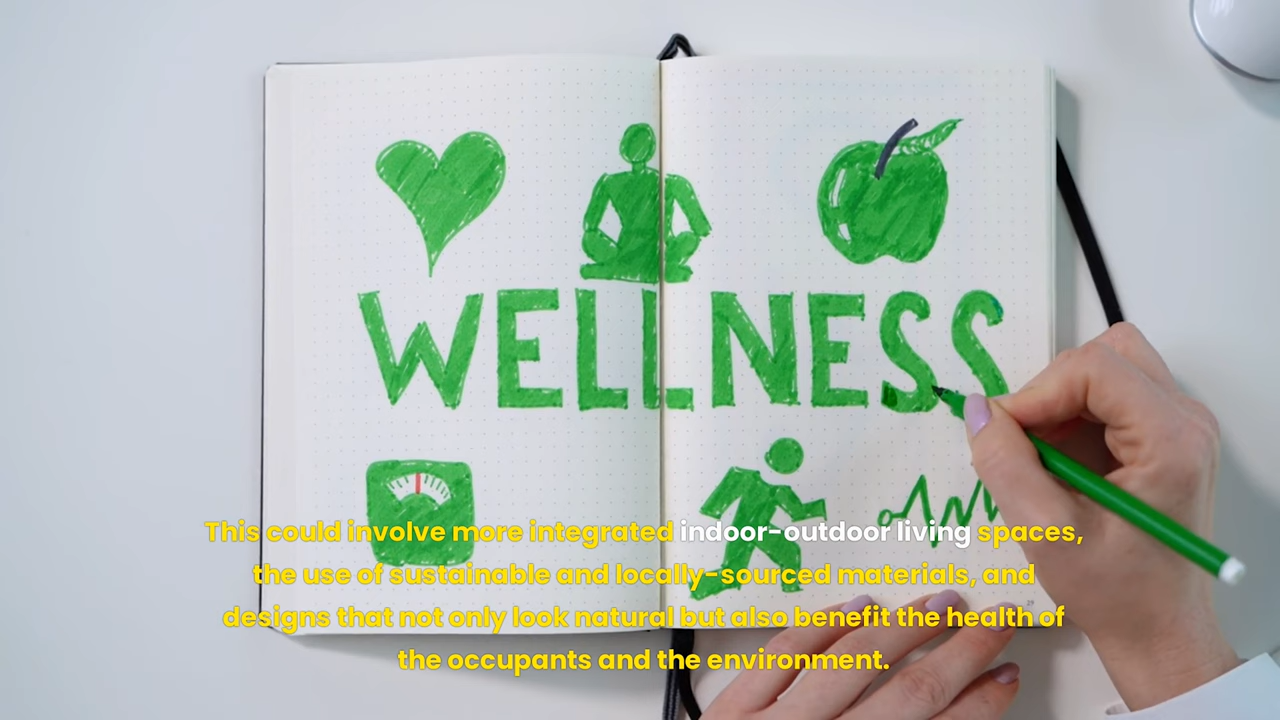 WELLNESS
This could involve more integrated indoor-outdoor living spaces,
the use of sustainable and locally-sourced materials, and
designs that not only look natural but also benefit the health of
the occupants and the environment.